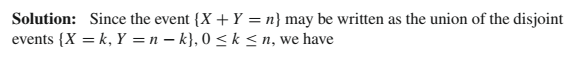 Solution: Since the event {X + Y = n} may be written as the union of the disjoint
events {X = k, Y = n − k}, 0 ≤ k ≤ n, we have